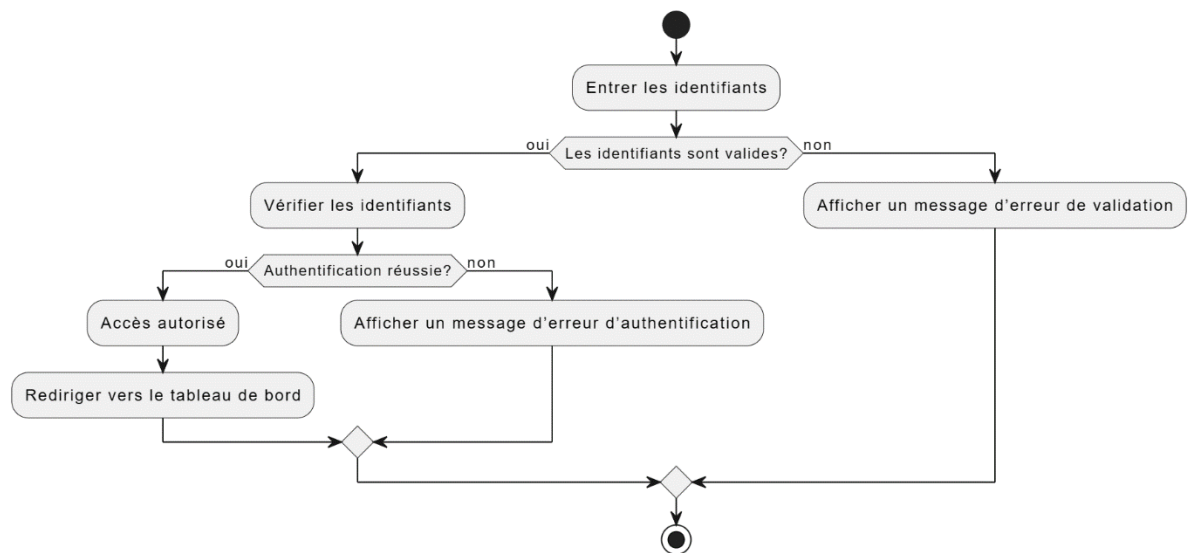 Entrer les identifiants
oui
Les identifiants sont valides?
non
Vérifier les identifiants
Afficher un message d’erreur de validation
oui
Authentification réussie?
non
Accès autorisé
Afficher un message d’erreur d’authentification
Rediriger vers le tableau de bord